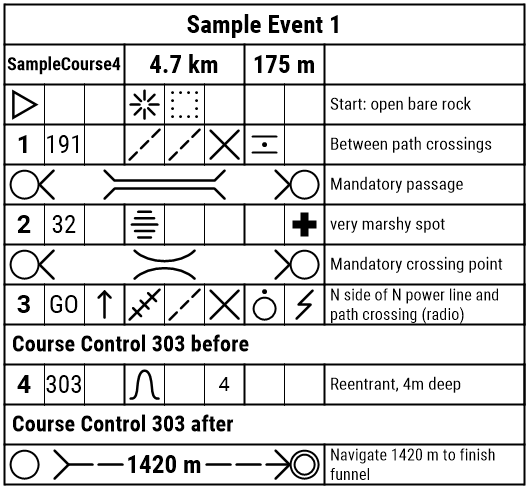 Sample Event 1
SampleCourse4 4.7 km 175 m
Start: open bare rock
1 191 Between path crossings
Mandatory passage
2 32 very marshy spot
Mandatory crossing point
3 GO N side of N power line and
path crossing (radio)
Course Control 303 before
4 303 4 Reentrant, 4m deep
Course Control 303 after
1420 m Navigate 1420 m to finish
funnel